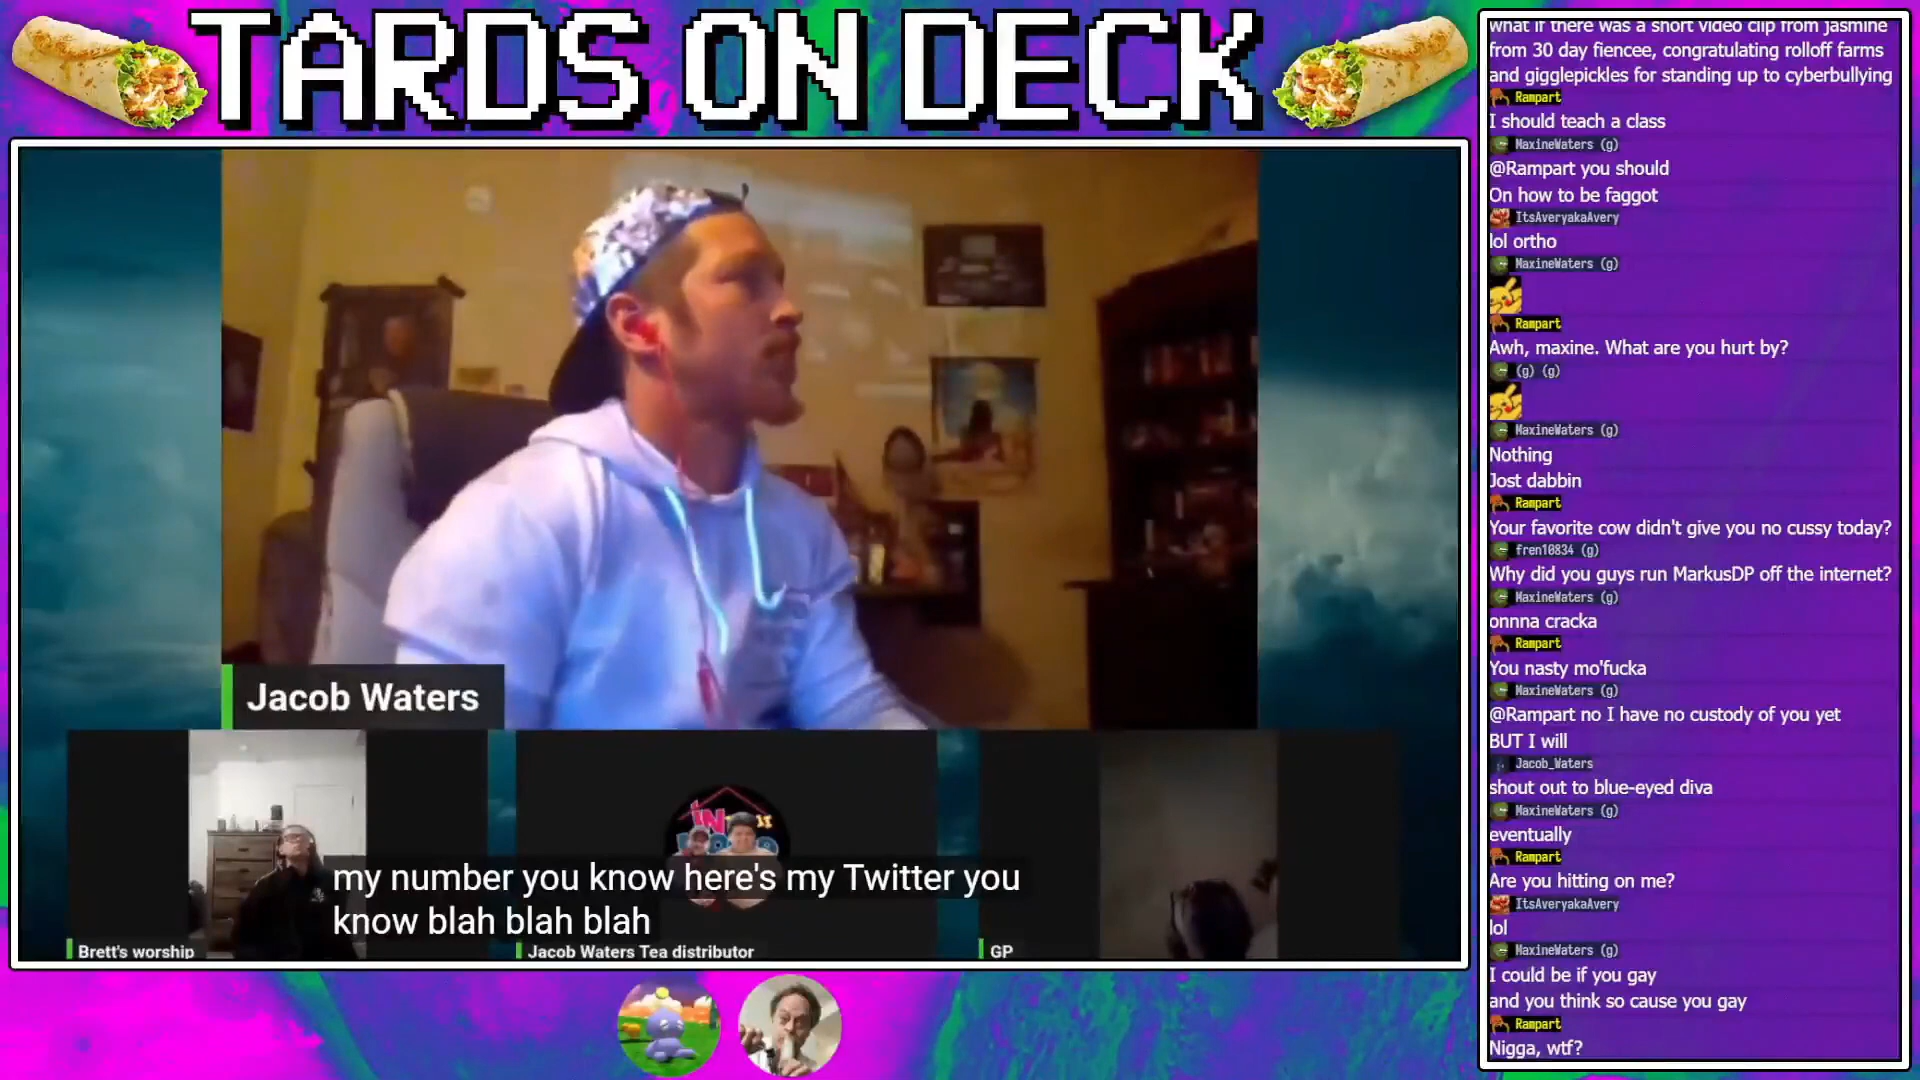 TARDS ON DECK
Jacob Waters
my number you know here's my Twitter you
know blah blah blah
Brett's worship
Jacob Waters Tea distributor
GP
IN
what if there was a short video clip from jasmine
from 30 day fiencee, congratulating rolloff farms
and gigglepickles for standing up to cyberbullying
Rampart
I should teach a class
MaxineWaters (g)
@Rampart you should
On how to be faggot
ItsAveryakaAvery
lol ortho
MaxineWaters (g)
Rampart
Awh, maxine. What are you hurt by?
(g) (g)
MaxineWaters (g)
Nothing
Jost dabbin
Rampart
Your favorite cow didn't give you no cussy today?
fren10834 (g)
Why did you guys run MarkusDP off the internet?
MaxineWaters (g)
onnna cracka
Rampart
You nasty mo'fucka
MaxineWaters (g)
@Rampart no I have no custody of you yet
BUT I will
Jacob_Waters
shout out to blue-eyed diva
MaxineWaters (g)
eventually
Rampart
Are you hitting on me?
ItsAveryakaAvery
lol
MaxineWaters (g)
I could be if you gay
and you think so cause you gay
Rampart
Nigga, wtf?